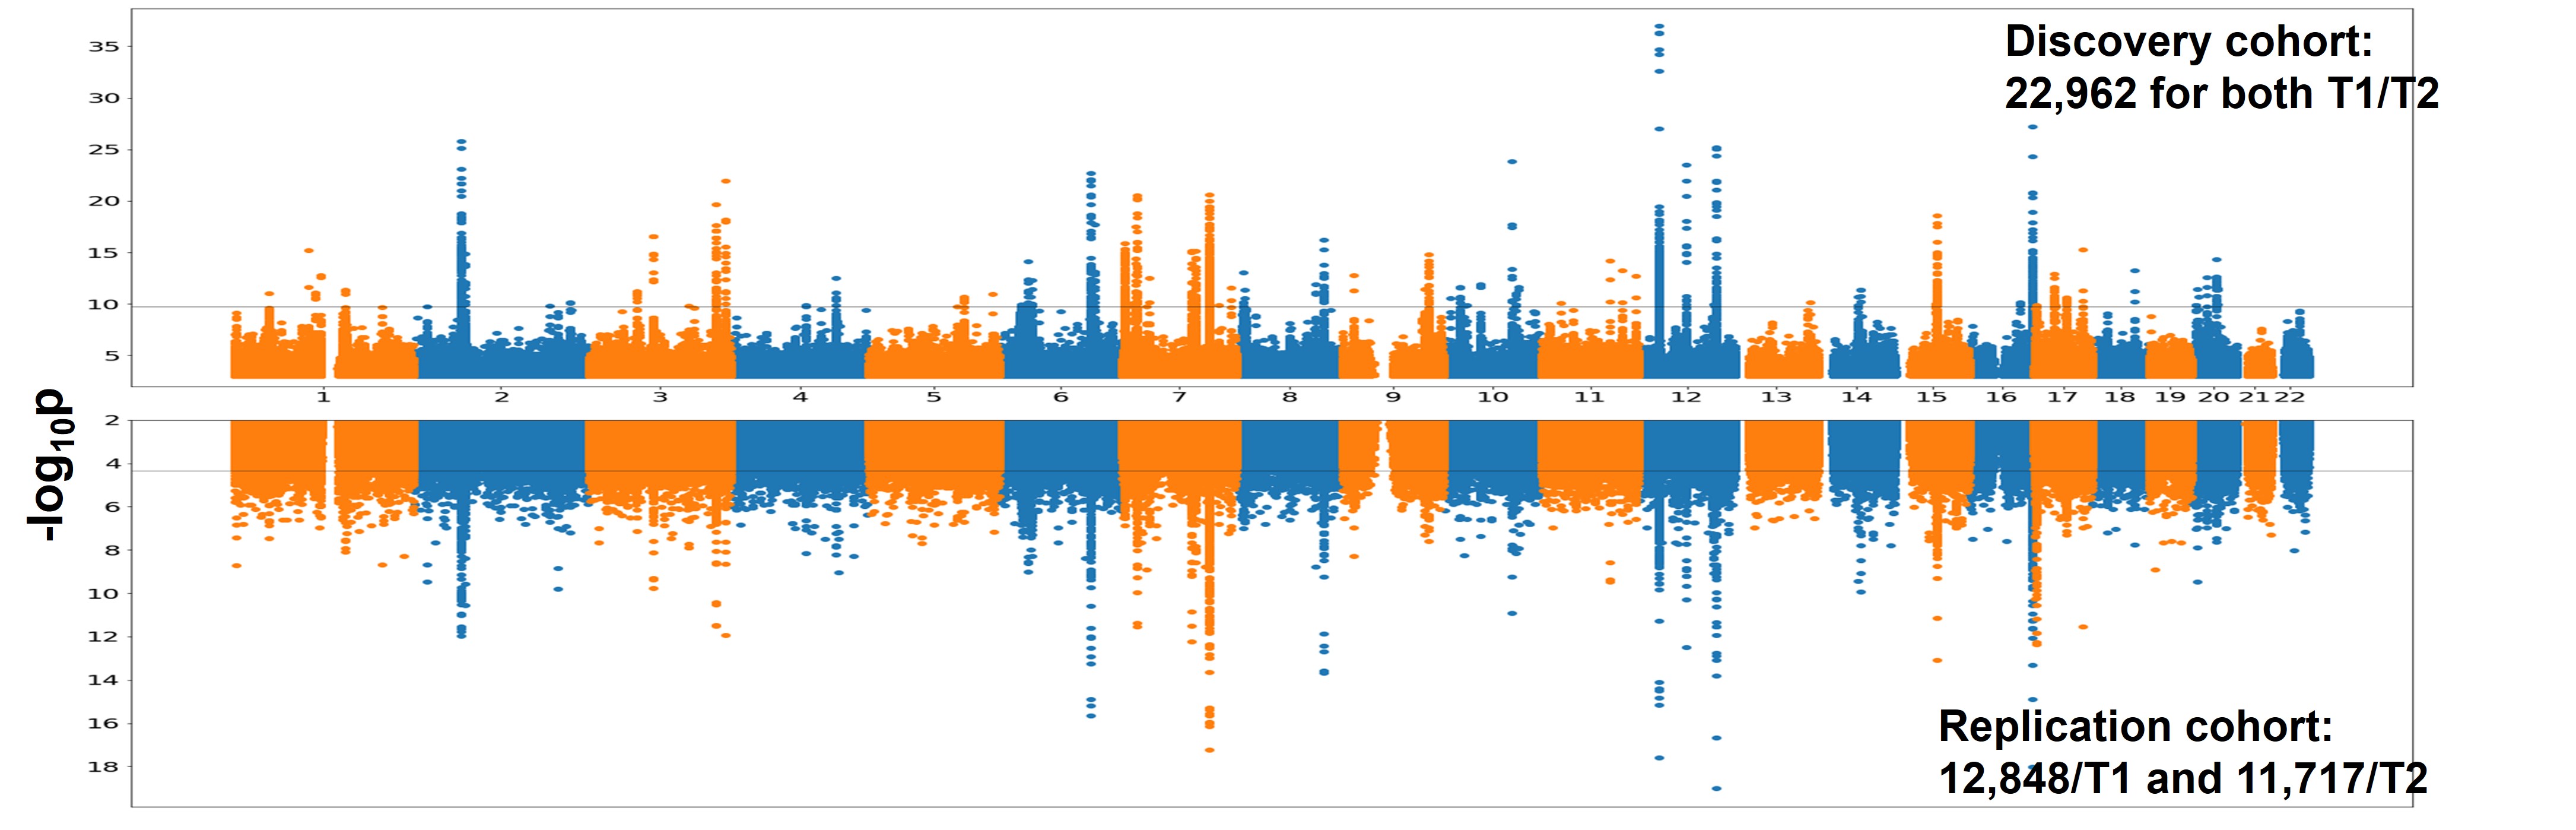 Discovery cohort:
22,962 for both T1/T2
35
30
25
20
15
10
5
1 2 3 4 5 6 7 8 9 10 11 12 13 14 15 16 17 18 19 20 21 22
-log10p
2
4
6
8
10
12
14
16
18
Replication cohort:
12,848/T1 and 11,717/T2